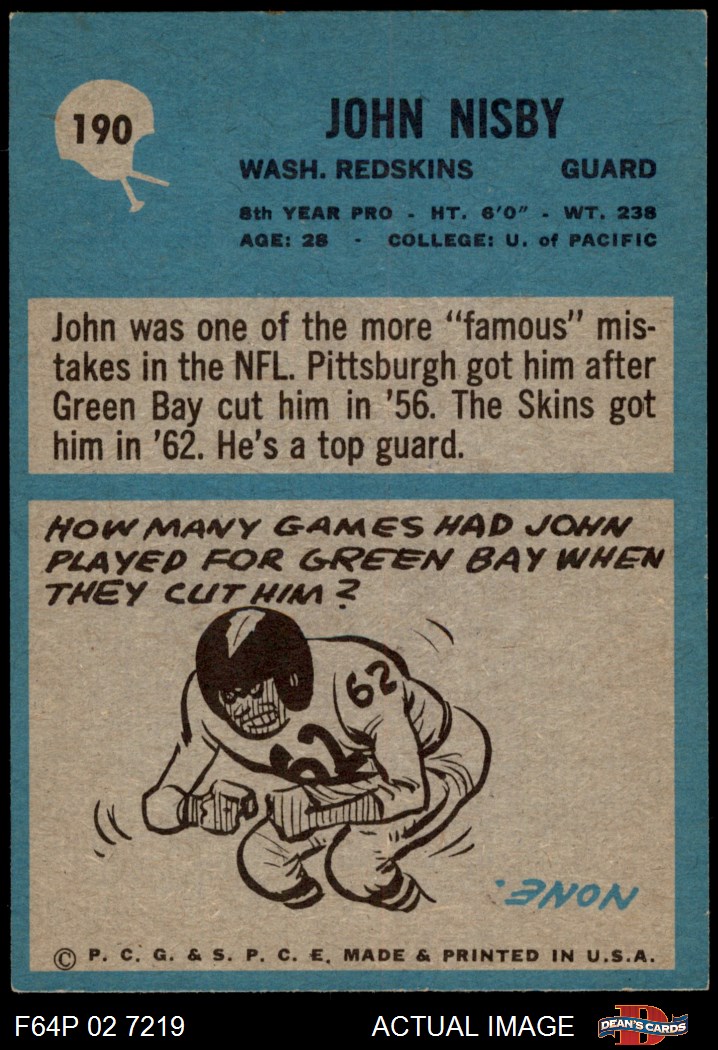 190
JOHN NISBY
WASH. REDSKINS GUARD
8th YEAR PRO - HT. 6'0" - WT. 238
AGE: 28 - COLLEGE: U. of PACIFIC
John was one of the more "famous" mis-
takes in the NFL. Pittsburgh got him after
Green Bay cut him in '56. The Skins got
him in '62. He's a top guard.
HOW MANY GAMES HAD JOHN
PLAYED FOR GREEN BAY WHEN
THEY CUT HIM?
62
62
NONE.
© P. C. G. & S. P. C. E. MADE & PRINTED IN U.S.A.
F64P 02 7219 ACTUAL IMAGE D DEAN'S CARDS